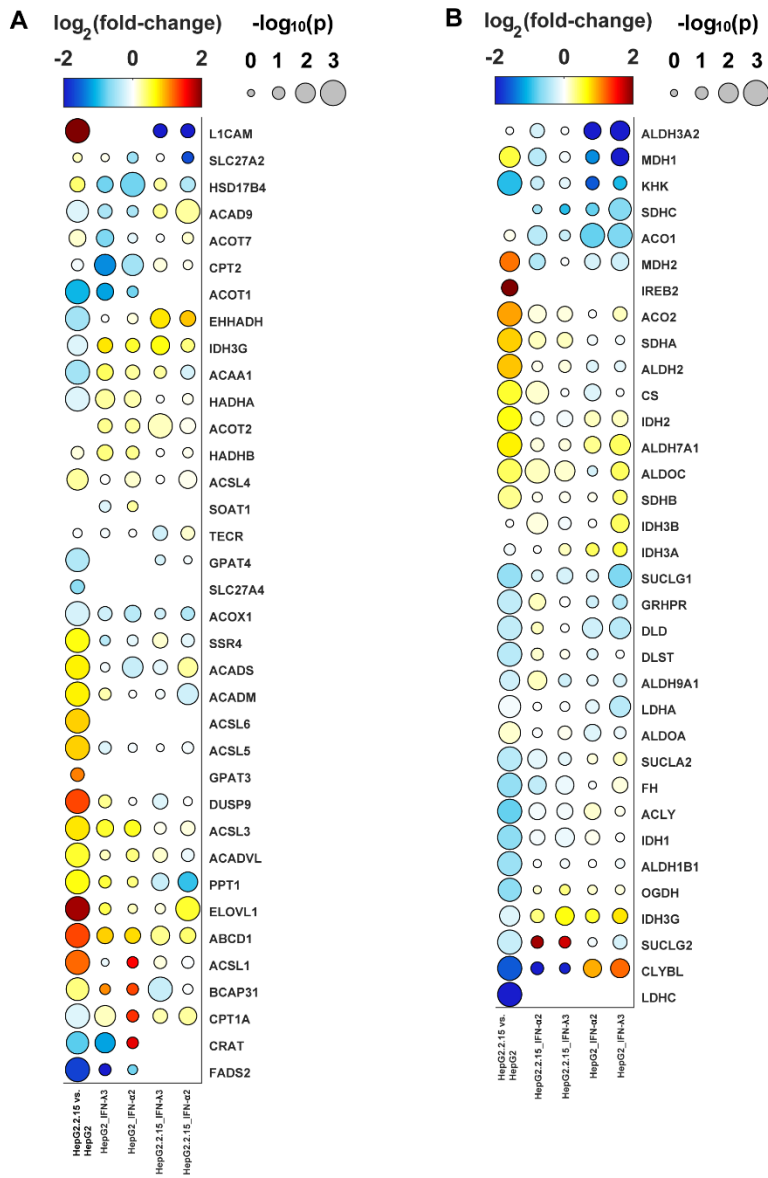 A
log2(fold-change)
-log10(p)
-2 0 2
0 1 2 3
L1CAM
SLC27A2
HSD17B4
ACAD9
ACOT7
CPT2
ACOT1
EHHADH
IDH3G
ACAA1
HADHA
ACOT2
HADHB
ACSL4
SOAT1
TECR
GPAT4
SLC27A4
ACOX1
SSR4
ACADS
ACADM
ACSL6
ACSL5
GPAT3
DUSP9
ACSL3
ACADVL
PPT1
ELOVL1
ABCD1
ACSL1
BCAP31
CPT1A
CRAT
FADS2
HepG2.2.15 vs.
HepG2
HepG2_IFN-λ3
HepG2_IFN-α2
HepG2.2.15_IFN-λ3
HepG2.2.15_IFN-α2
B
log2(fold-change)
-log10(p)
-2 0 2
0 1 2 3
ALDH3A2
MDH1
KHK
SDHC
ACO1
MDH2
IREB2
ACO2
SDHA
ALDH2
CS
IDH2
ALDH7A1
ALDOC
SDHB
IDH3B
IDH3A
SUCLG1
GRHPR
DLD
DLST
ALDH9A1
LDHA
ALDOA
SUCLA2
FH
ACLY
IDH1
ALDH1B1
OGDH
IDH3G
SUCLG2
CLYBL
LDHC
HepG2.2.15 vs.
HepG2
HepG2.2.15_IFN-α2
HepG2.2.15_IFN-λ3
HepG2_IFN-α2
HepG2_IFN-λ3